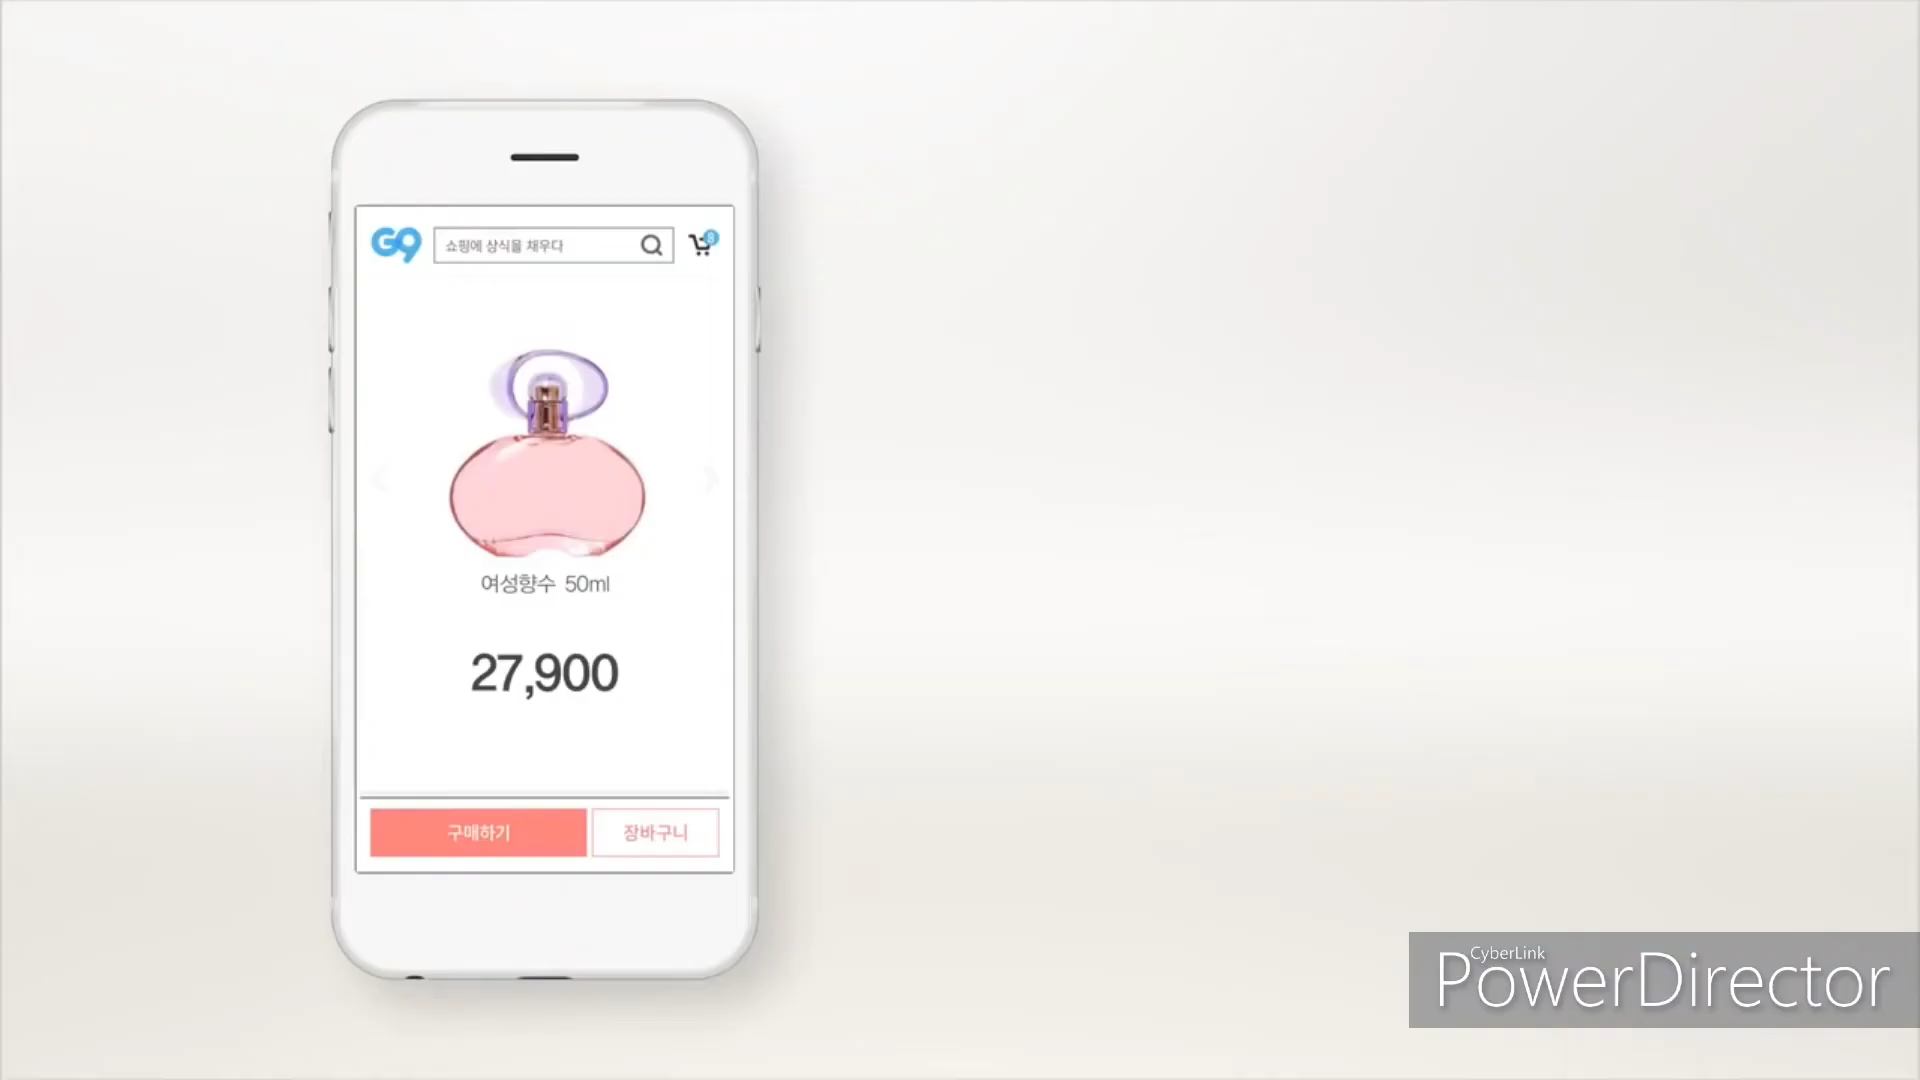 G9
쇼핑에 상식을 채우다
8
여성향수 50ml
27,900
구매하기
장바구니
CyberLink
PowerDirector